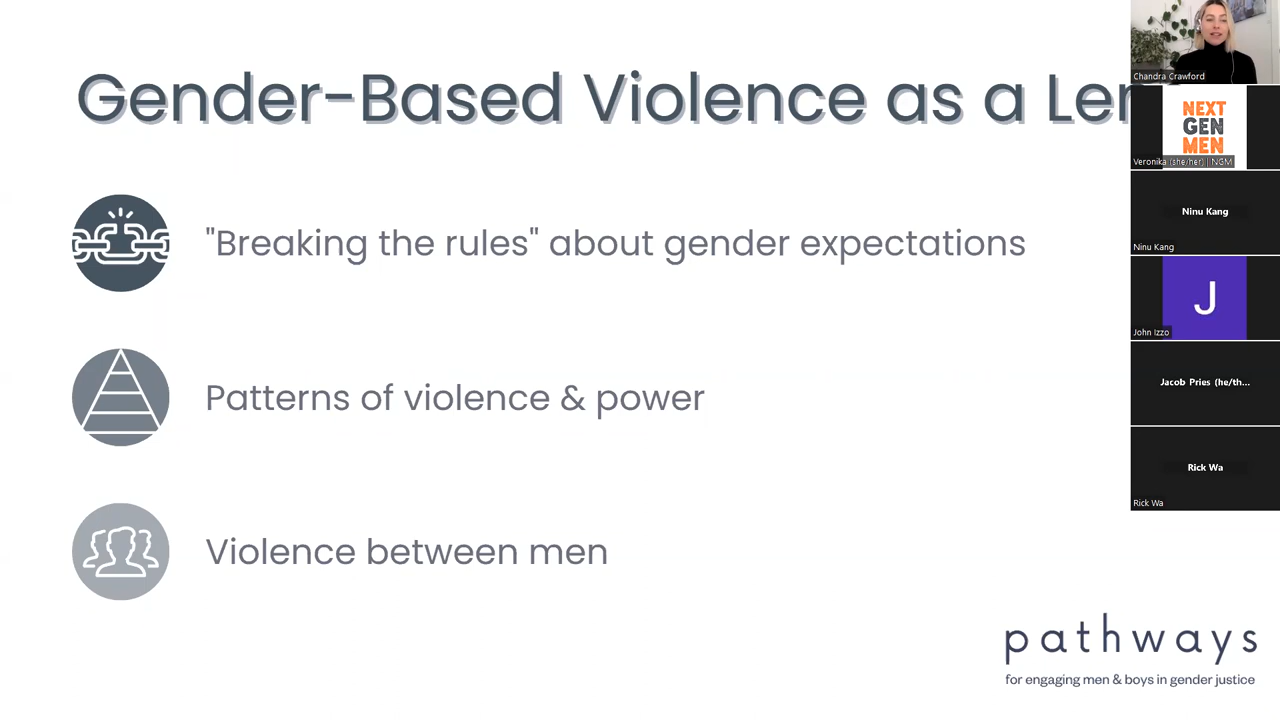 Gender-Based Violence as a Len
"Breaking the rules" about gender expectations
Patterns of violence & power
Violence between men
pathways
for engaging men & boys in gender justice
Chandra Crawford
NEXT
GEN
MEN
Veronika (she/her) | NGM
Ninu Kang
Ninu Kang
J
John Izzo
Jacob Pries (he/th...
Rick Wa
Rick Wa